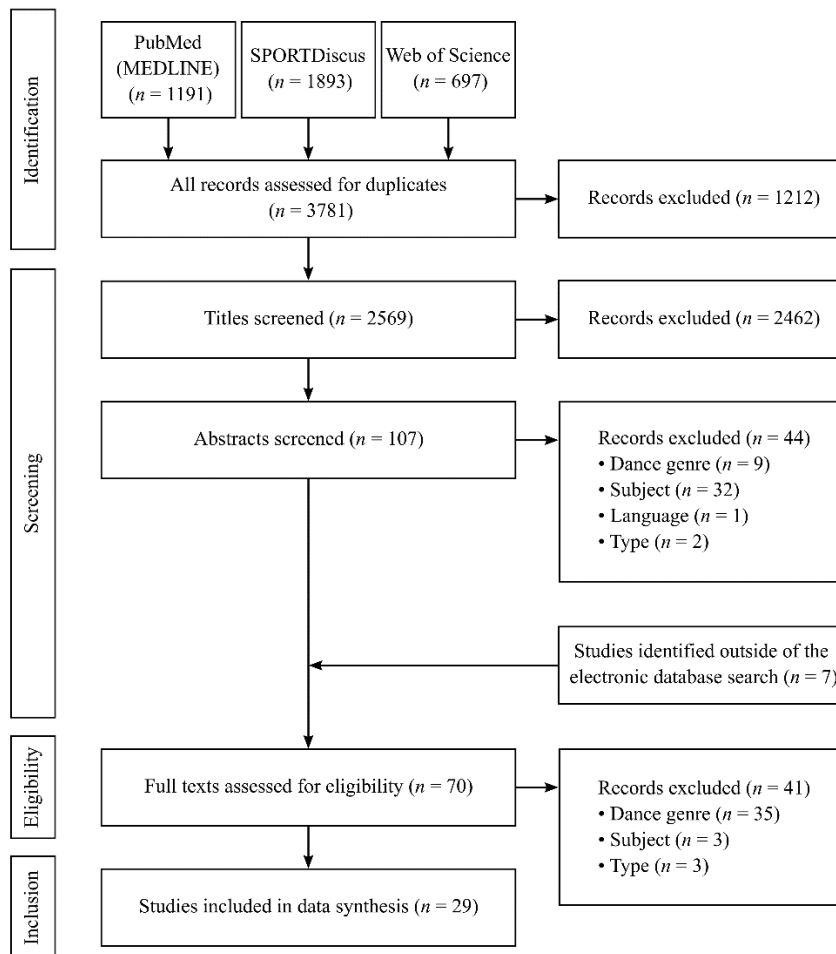 Identification
PubMed
(MEDLINE)
(n = 1191)
SPORTDiscus
(n = 1893)
Web of Science
(n = 697)
All records assessed for duplicates
(n = 3781)
Records excluded (n = 1212)
Screening
Titles screened (n = 2569)
Records excluded (n = 2462)
Abstracts screened (n = 107)
Records excluded (n = 44)
• Dance genre (n = 9)
• Subject (n = 32)
• Language (n = 1)
• Type (n = 2)
Studies identified outside of the
electronic database search (n = 7)
Eligibility
Full texts assessed for eligibility (n = 70)
Records excluded (n = 41)
• Dance genre (n = 35)
• Subject (n = 3)
• Type (n = 3)
Inclusion
Studies included in data synthesis (n = 29)